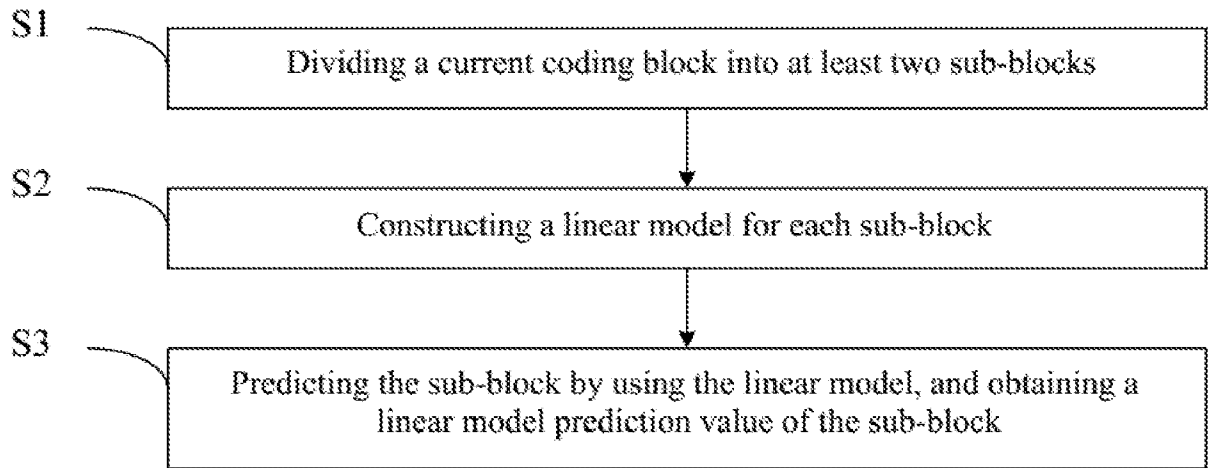 S1
Dividing a current coding block into at least two sub-blocks
S2
Constructing a linear model for each sub-block
S3
Predicting the sub-block by using the linear model, and obtaining a
linear model prediction value of the sub-block